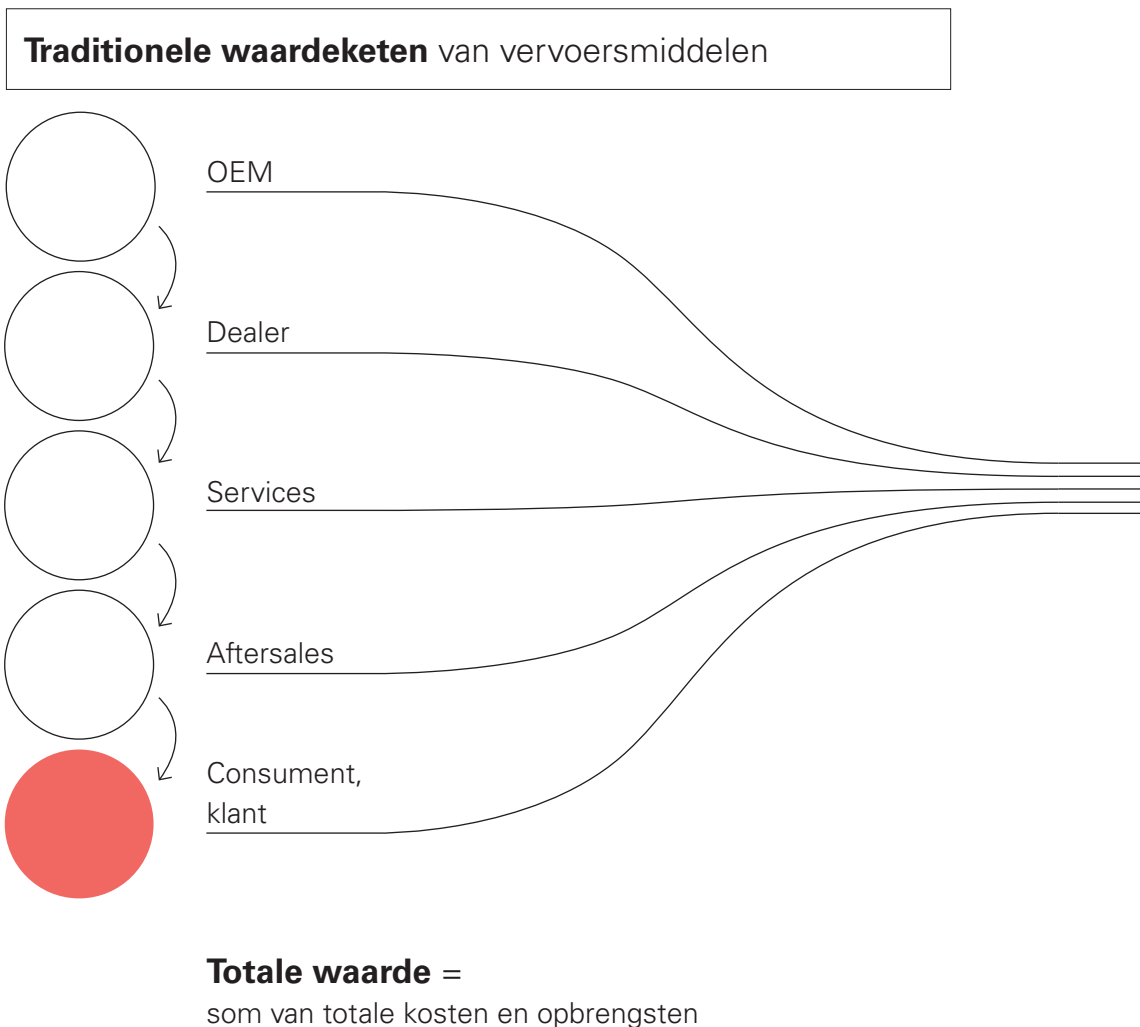 Traditionele waardeketen van vervoersmiddelen
OEM
Dealer
Services
Aftersales
Consument,
klant
Totale waarde =
som van totale kosten en opbrengsten